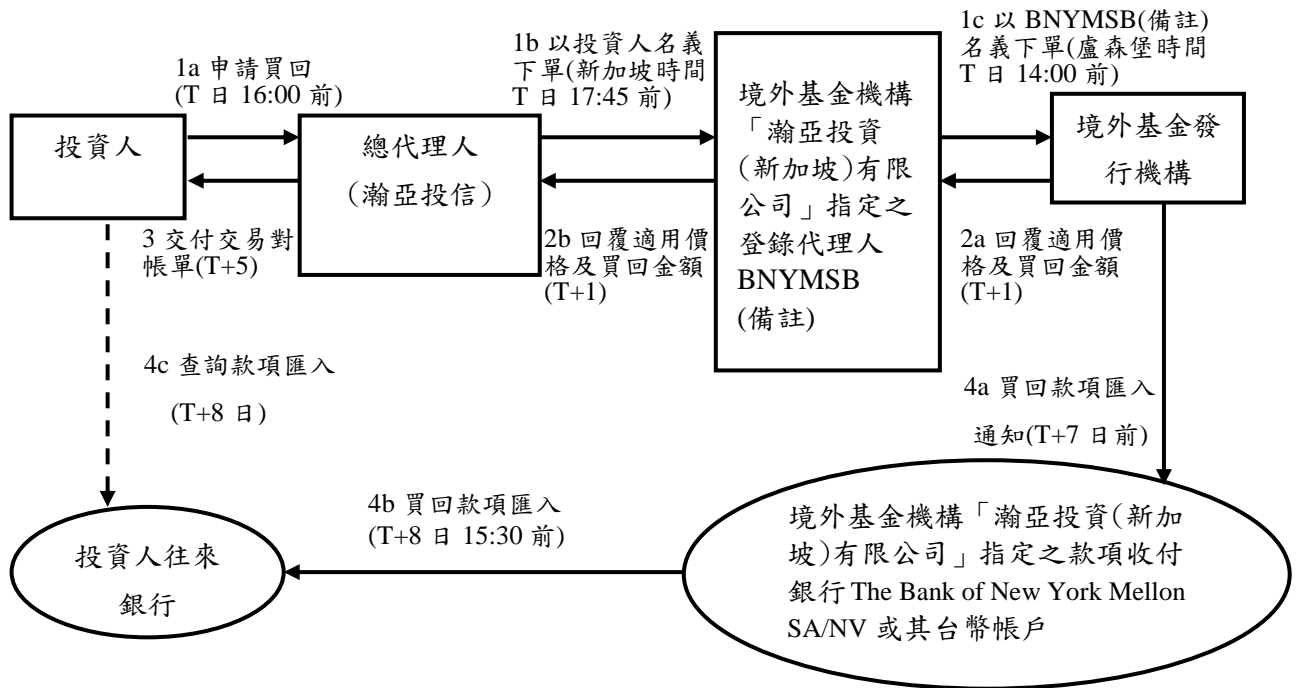 1a 申請買回
(T 日 16:00 前)
1b 以投資人名義
下單(新加坡時間
T 日 17:45 前)
1c 以 BNYMSB(備註)
名義下單(盧森堡時間
T 日 14:00 前)
投資人
總代理人
(瀚亞投信)
境外基金機構
「瀚亞投資
(新加坡)有限
公司」指定之
登錄代理人
BNYMSB
(備註)
境外基金發
行機構
3 交付交易對
帳單(T+5)
2b 回覆適用價
格及買回金額
(T+1)
2a 回覆適用價
格及買回金額
(T+1)
4c 查詢款項匯入
(T+8 日)
4a 買回款項匯入
通知(T+7 日前)
4b 買回款項匯入
(T+8 日 15:30 前)
投資人往來
銀行
境外基金機構「瀚亞投資(新加
坡)有限公司」指定之款項收付
銀行 The Bank of New York Mellon
SA/NV 或其台幣帳戶